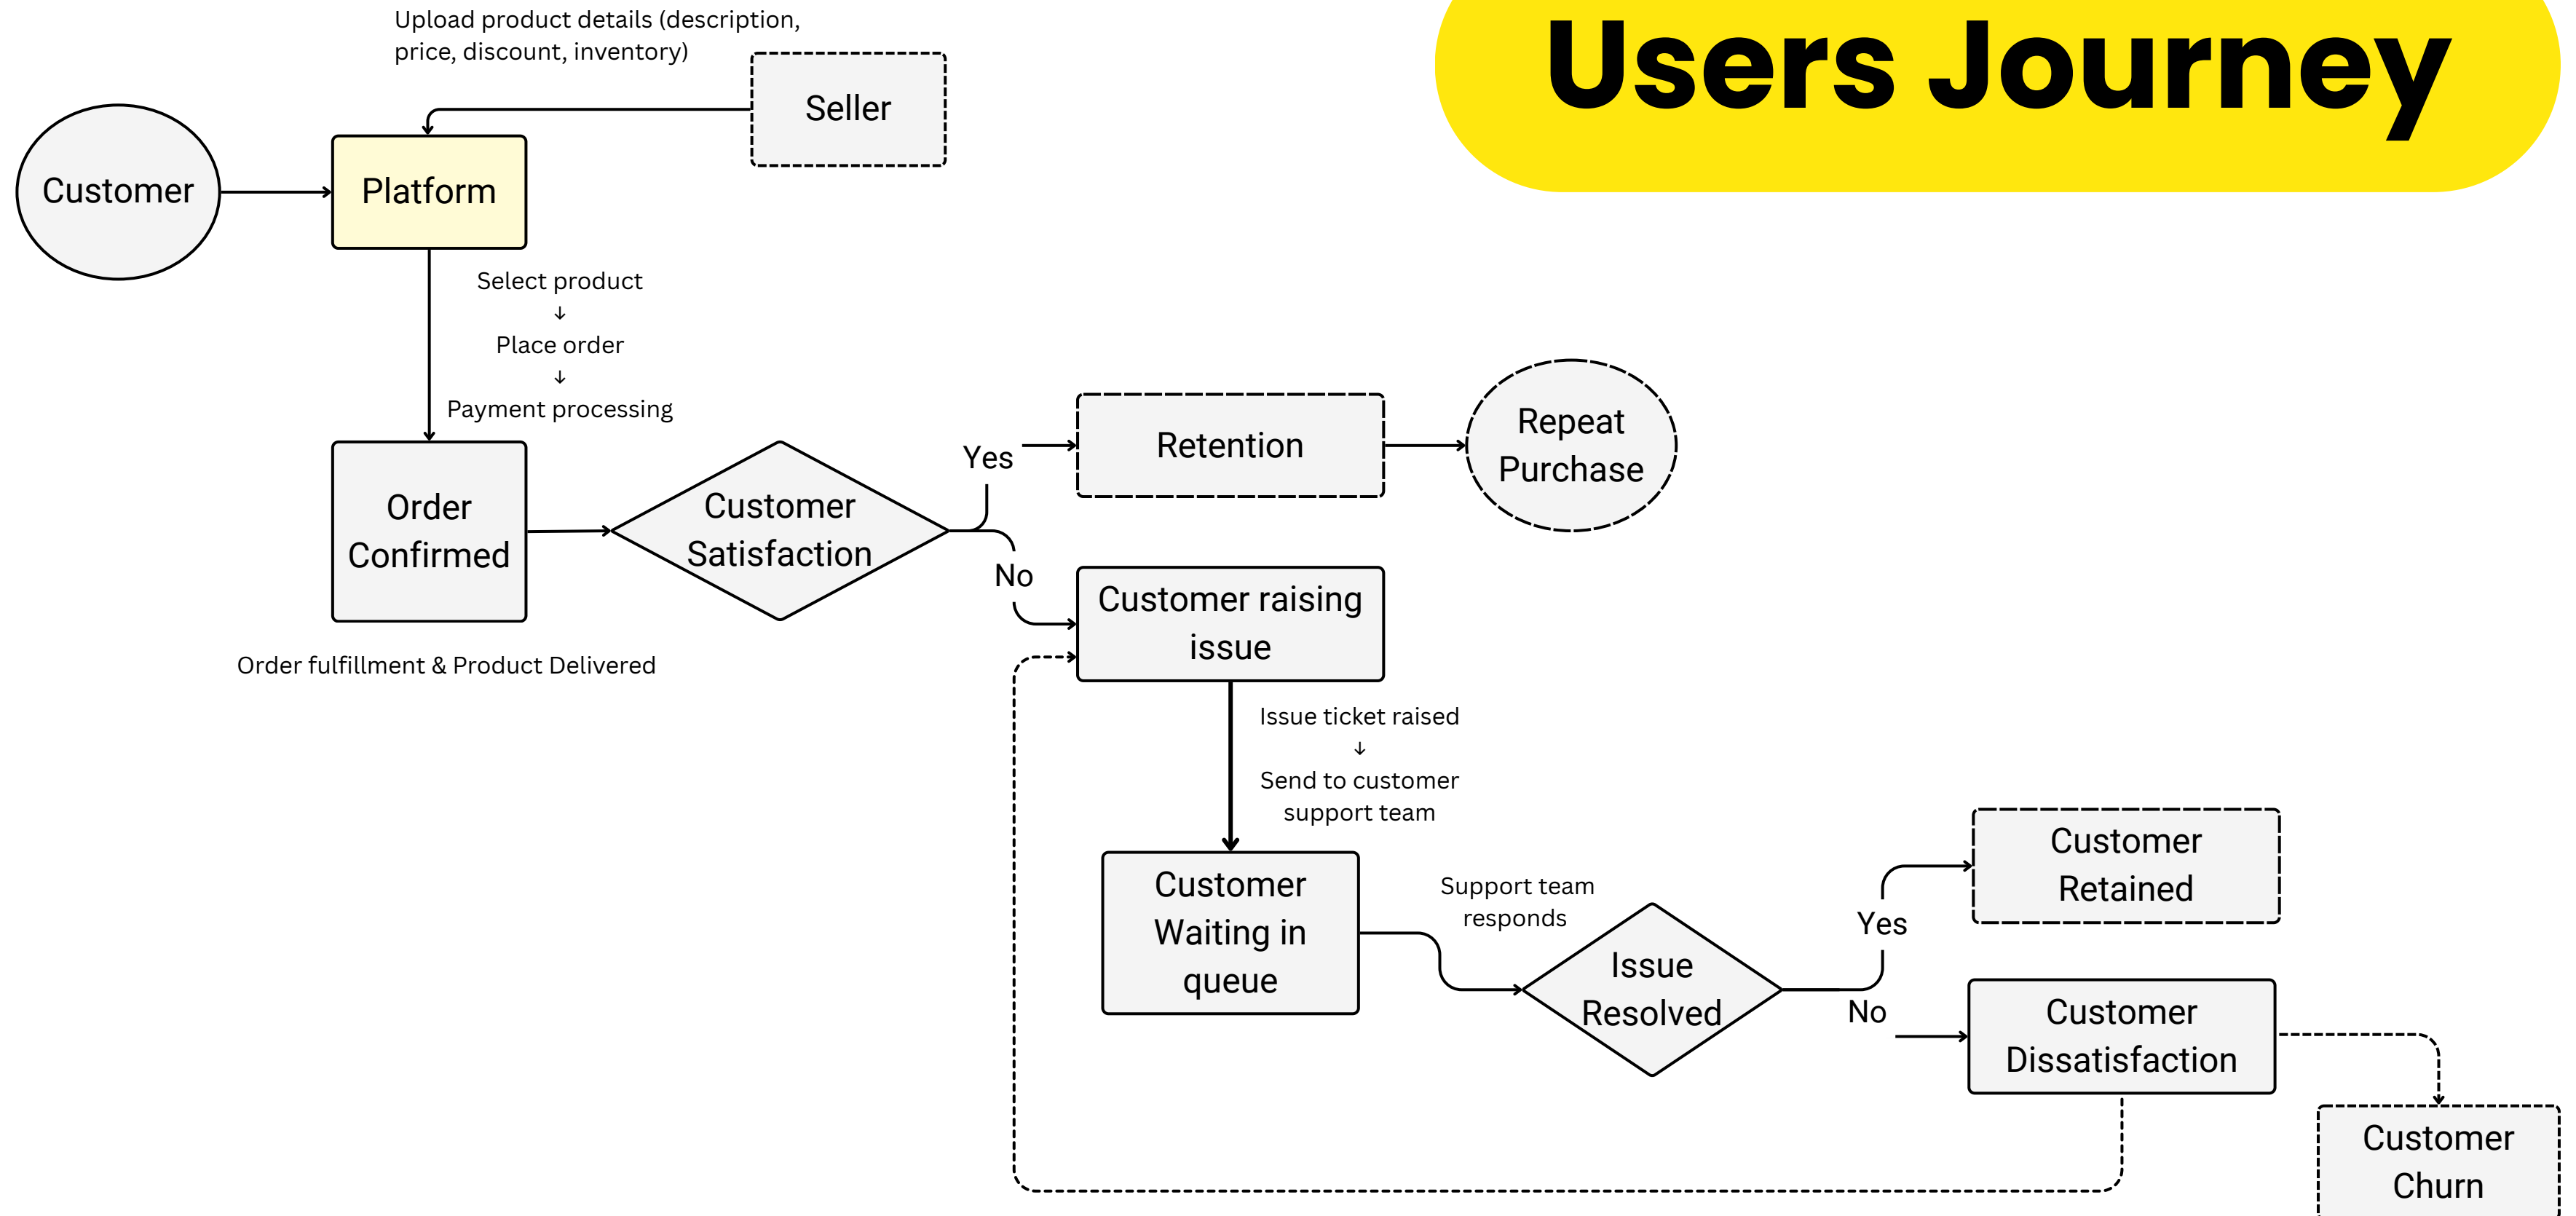 Users Journey
Upload product details (description,
price, discount, inventory)
Seller
Customer
Platform
Select product
↓
Place order
↓
Payment processing
Order
Confirmed
Order fulfillment & Product Delivered
Customer
Satisfaction
Yes
Retention
Repeat
Purchase
No
Customer raising
issue
Issue ticket raised
↓
Send to customer
support team
Customer
Waiting in
queue
Support team
responds
Issue
Resolved
Yes
Customer
Retained
No
Customer
Dissatisfaction
Customer
Churn